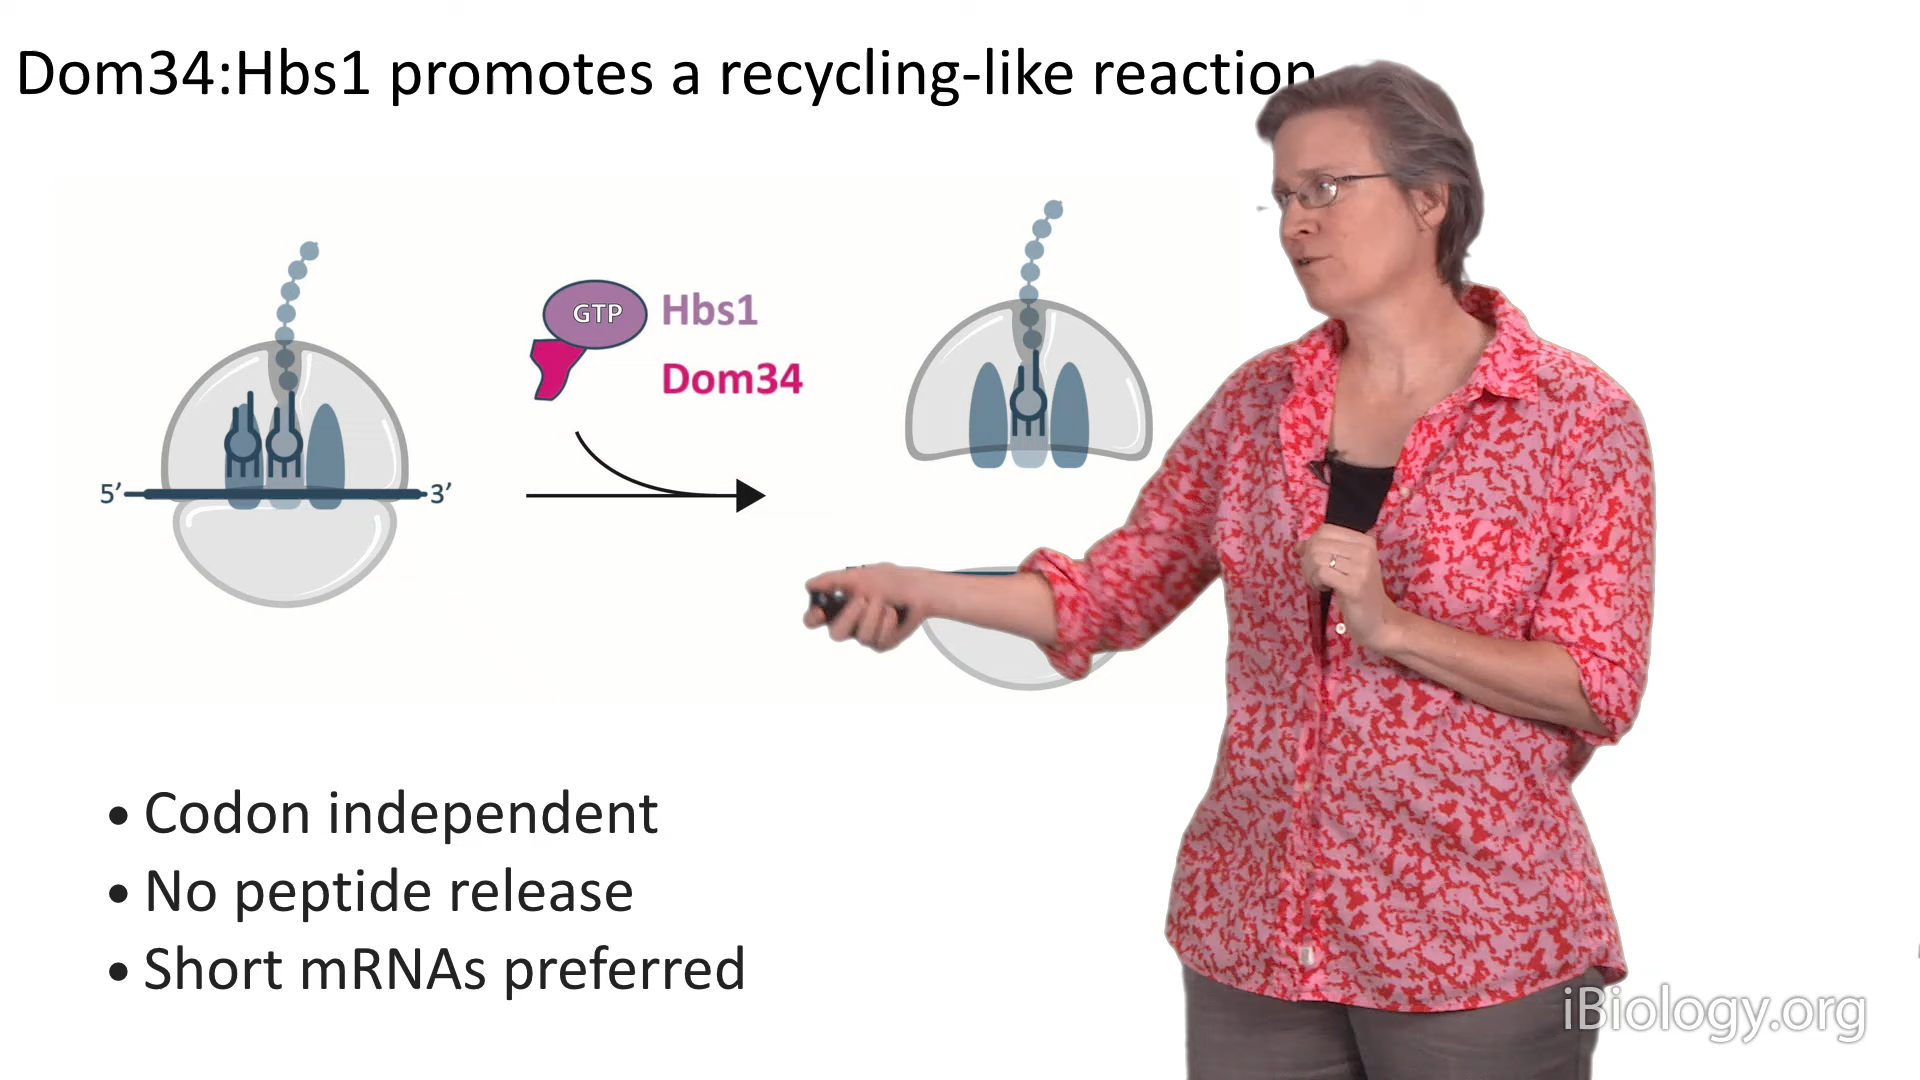 Dom34:Hbs1 promotes a recycling-like reaction
GTP
Hbs1
Dom34
5’
3’
• Codon independent
• No peptide release
• Short mRNAs preferred
iBiology.org